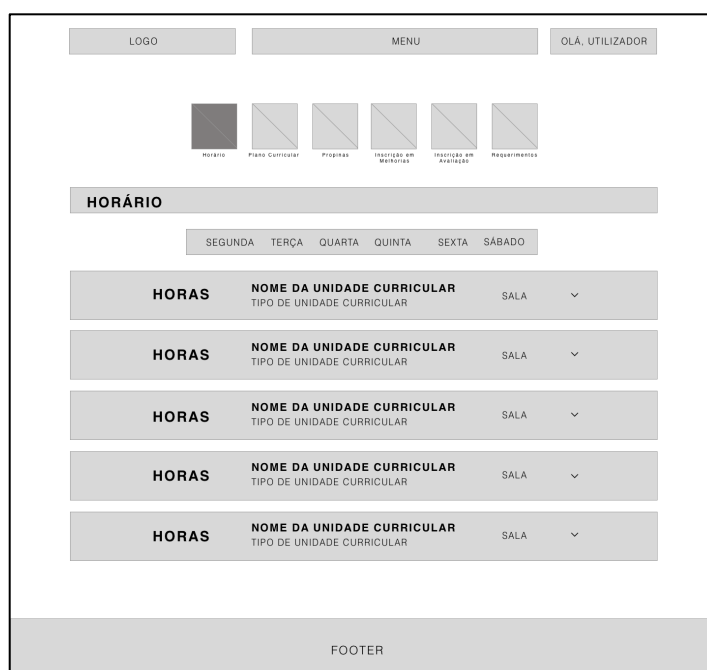 LOGO
MENU
OLÁ, UTILIZADOR
Horário
Plano Curricular
Propinas
Inscrição em
Melhorias
Inscrição em
Avaliação
Requerimentos
HORÁRIO
SEGUNDA TERÇA QUARTA QUINTA SEXTA SÁBADO
HORAS
NOME DA UNIDADE CURRICULAR
TIPO DE UNIDADE CURRICULAR
SALA
HORAS
NOME DA UNIDADE CURRICULAR
TIPO DE UNIDADE CURRICULAR
SALA
HORAS
NOME DA UNIDADE CURRICULAR
TIPO DE UNIDADE CURRICULAR
SALA
HORAS
NOME DA UNIDADE CURRICULAR
TIPO DE UNIDADE CURRICULAR
SALA
HORAS
NOME DA UNIDADE CURRICULAR
TIPO DE UNIDADE CURRICULAR
SALA
FOOTER